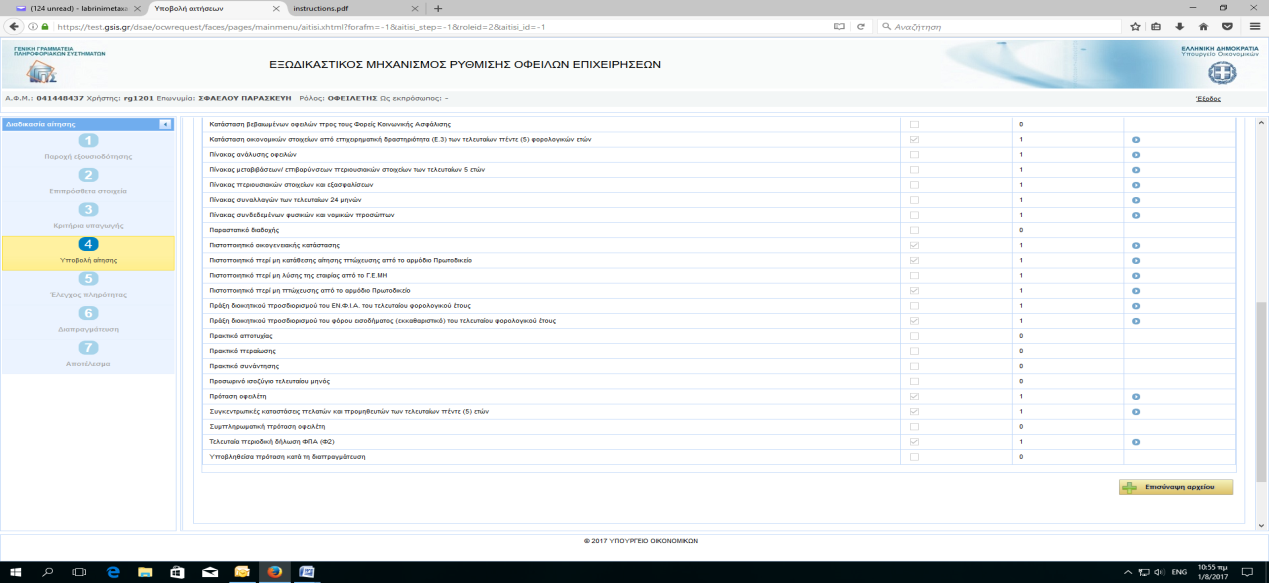 (124 unread) - labrinimetaxa
Υποβολή αιτήσεων
instructions.pdf
https://test.gsis.gr/dsae/ocwrequest/faces/pages/mainmenu/aitisi.xhtml?forafm=-1&aitisi_step=-1&roleid=2&aitisi_id=-1
Αναζήτηση
ΓΕΝΙΚΗ ΓΡΑΜΜΑΤΕΙΑ
ΠΛΗΡΟΦΟΡΙΑΚΩΝ ΣΥΣΤΗΜΑΤΩΝ
ΕΞΩΔΙΚΑΣΤΙΚΟΣ ΜΗΧΑΝΙΣΜΟΣ ΡΥΘΜΙΣΗΣ ΟΦΕΙΛΩΝ ΕΠΙΧΕΙΡΗΣΕΩΝ
ΕΛΛΗΝΙΚΗ ΔΗΜΟΚΡΑΤΙΑ
Υπουργείο Οικονομικών
Α.Φ.Μ.: 041448437 Χρήστης: rg1201 Επωνυμία: ΣΦΑΕΛΟΥ ΠΑΡΑΣΚΕΥΗ Ρόλος: ΟΦΕΙΛΕΤΗΣ Ως εκπρόσωπος: -
Έξοδος
Διαδικασία αίτησης
1
Παροχή εξουσιοδότησης
2
Επιπρόσθετα στοιχεία
3
Κριτήρια υπαγωγής
4
Υποβολή αίτησης
5
Έλεγχος πληρότητας
6
Διαπραγμάτευση
7
Αποτέλεσμα
Κατάσταση βεβαιωμένων οφειλών προς τους Φορείς Κοινωνικής Ασφάλισης 0
Κατάσταση οικονομικών στοιχείων από επιχειρηματική δραστηριότητα (Ε.3) των τελευταίων πέντε (5) φορολογικών ετών 1
Πίνακας ανάλυσης οφειλών 1
Πίνακας μεταβιβάσεων/ επιβαρύνσεων περιουσιακών στοιχείων των τελευταίων 5 ετών 1
Πίνακας περιουσιακών στοιχείων και εξασφαλίσεων 1
Πίνακας συναλλαγών των τελευταίων 24 μηνών 1
Πίνακας συνδεδεμένων φυσικών και νομικών προσώπων 1
Παραστατικό διαδοχής 0
Πιστοποιητικό οικογενειακής κατάστασης 1
Πιστοποιητικό περί μη κατάθεσης αίτησης πτώχευσης από το αρμόδιο Πρωτοδικείο 1
Πιστοποιητικό περί μη λύσης της εταιρίας από το Γ.Ε.ΜΗ 1
Πιστοποιητικό περί μη πτώχευσης από το αρμόδιο Πρωτοδικείο 1
Πράξη διοικητικού προσδιορισμού του ΕΝ.Φ.Ι.Α. του τελευταίου φορολογικού έτους 1
Πράξη διοικητικού προσδιορισμού του φόρου εισοδήματος (εκκαθαριστικό) του τελευταίου φορολογικού έτους 1
Πρακτικό αποτυχίας 0
Πρακτικό περαίωσης 0
Πρακτικό συνάντησης 0
Προσωρινό ισοζύγιο τελευταίου μηνός 0
Πρόταση οφειλέτη 1
Συγκεντρωτικές καταστάσεις πελατών και προμηθευτών των τελευταίων πέντε (5) ετών 1
Συμπληρωματική πρόταση οφειλέτη 0
Τελευταία περιοδική δήλωση ΦΠΑ (Φ2) 1
Υποβληθείσα πρόταση κατά τη διαπραγμάτευση 0
Επισύναψη αρχείου
© 2017 ΥΠΟΥΡΓΕΙΟ ΟΙΚΟΝΟΜΙΚΩΝ
ENG
10:55 πμ
1/8/2017